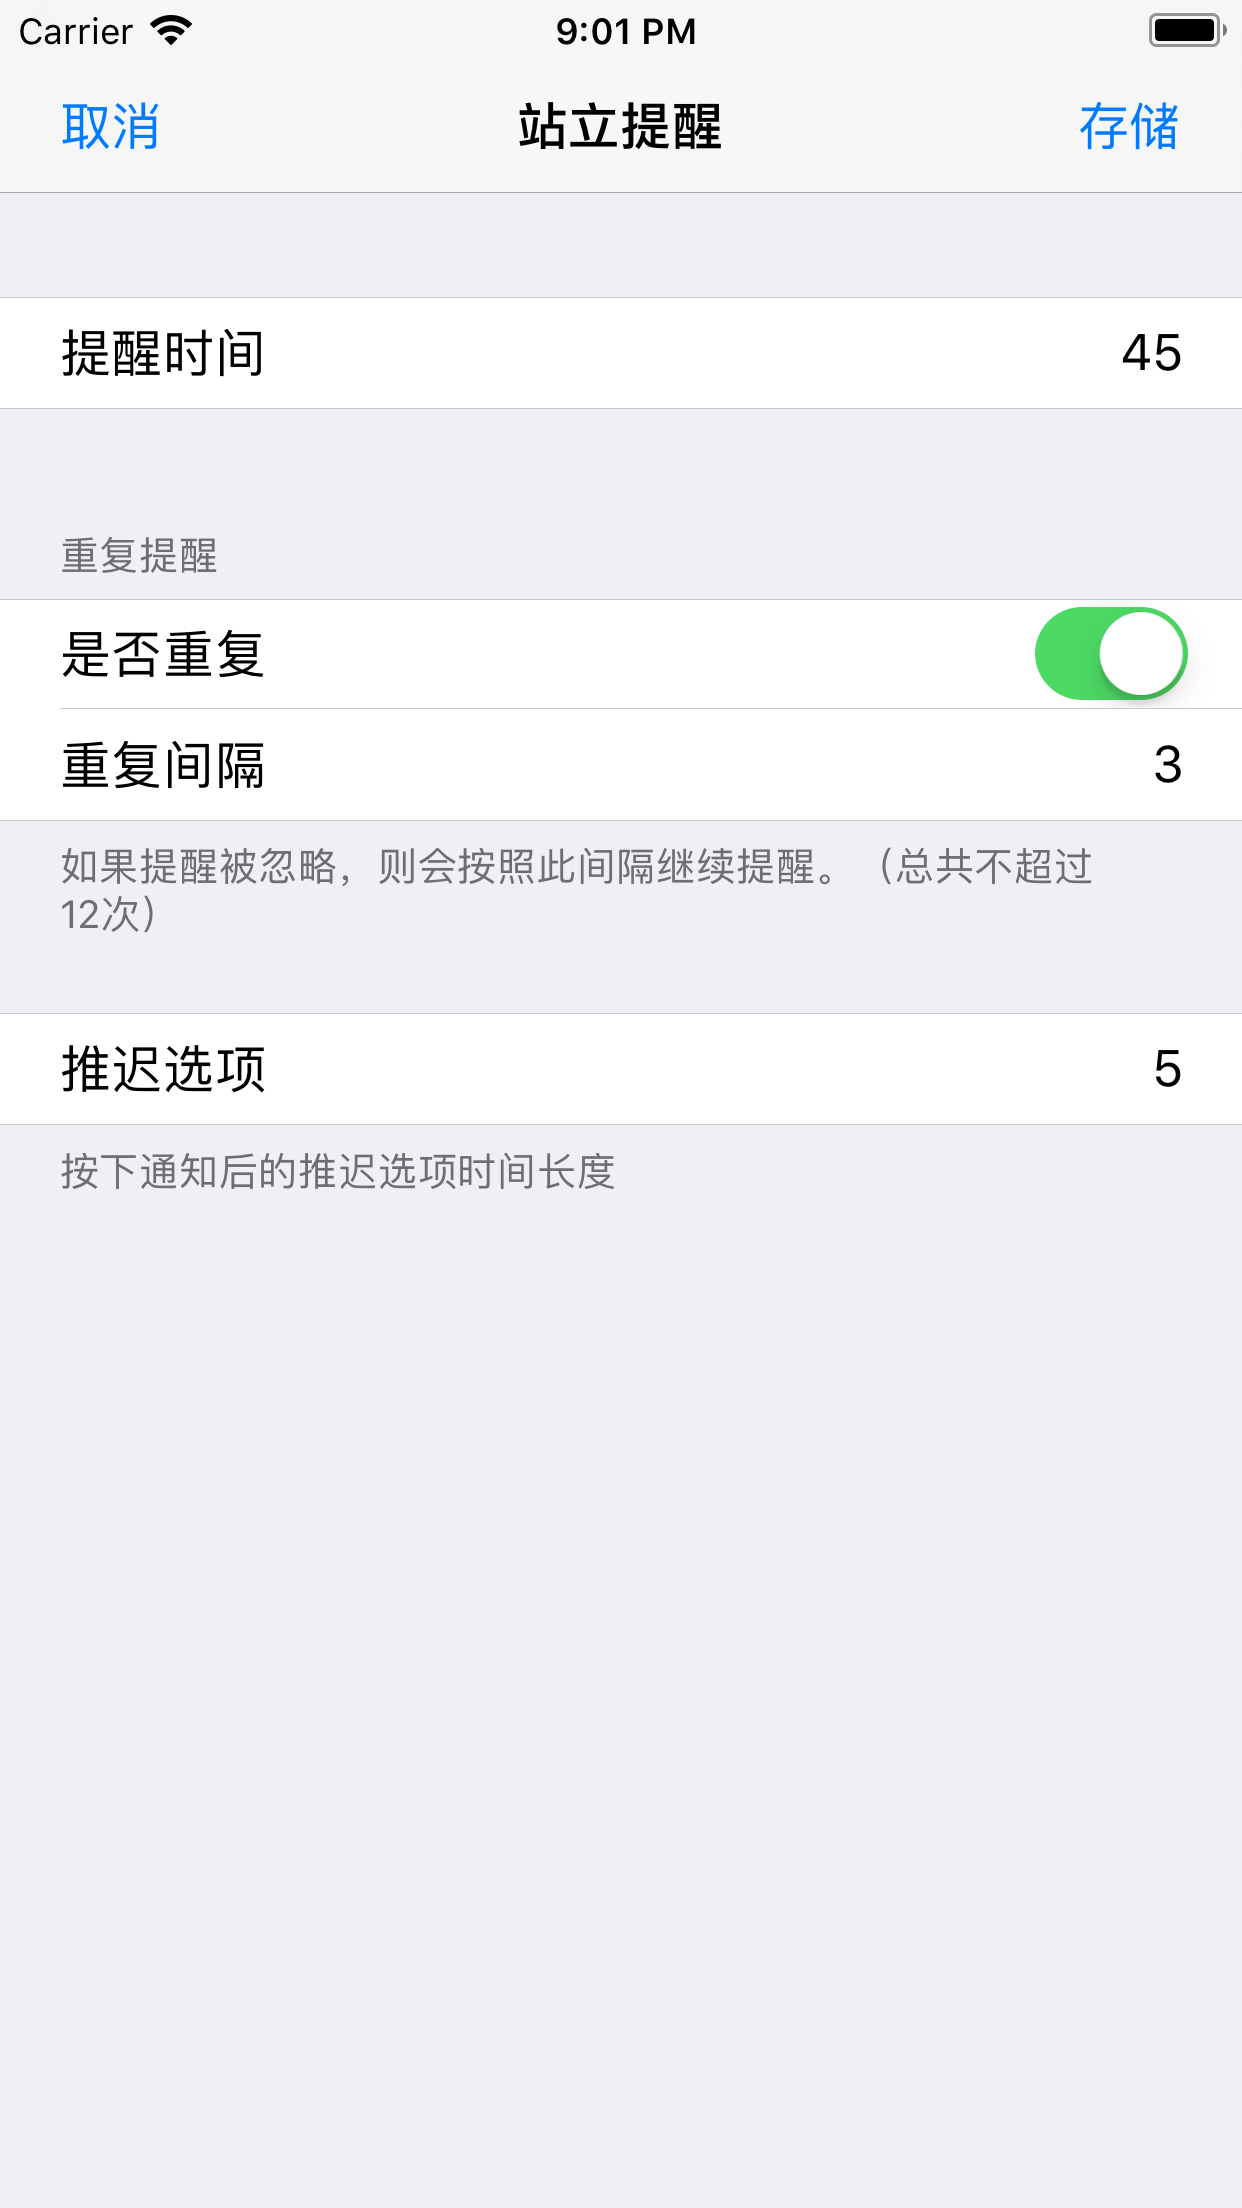 Carrier 9:01 PM
取消 站立提醒 存储
提醒时间 45
重复提醒
是否重复
重复间隔 3
如果提醒被忽略，则会按照此间隔继续提醒。（总共不超过
12次）
推迟选项 5
按下通知后的推迟选项时间长度